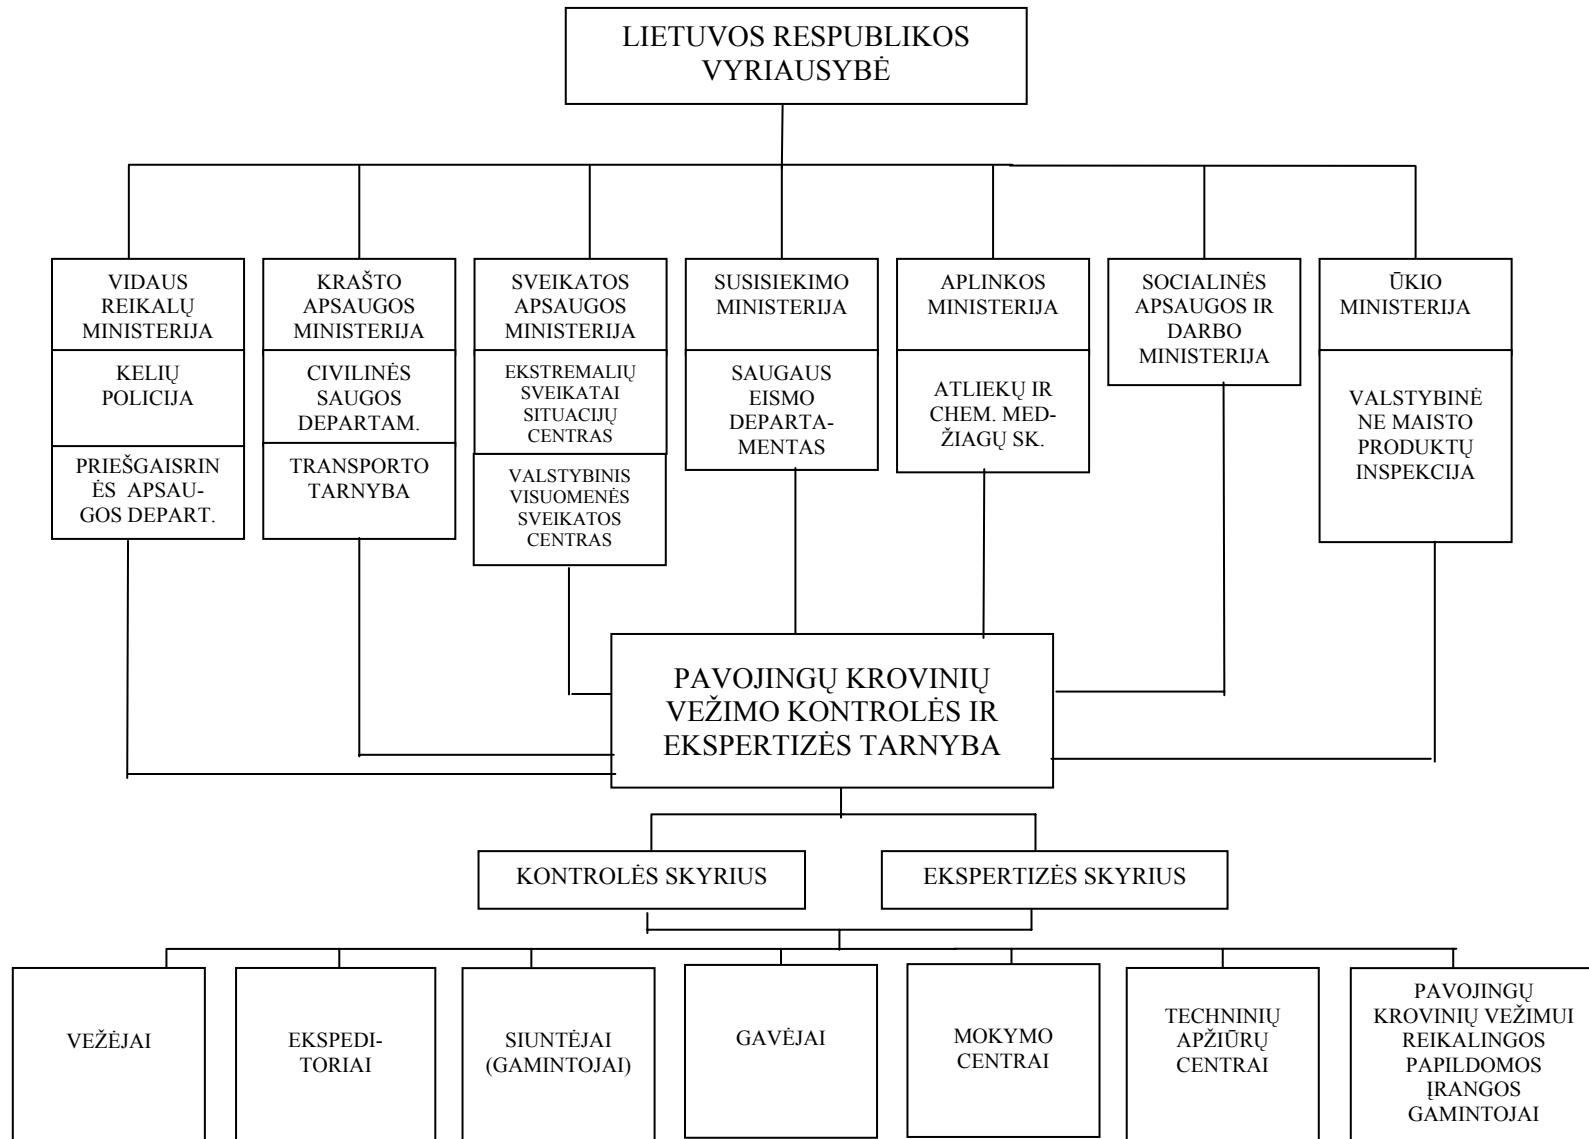 LIETUVOS RESPUBLIKOS
VYRIAUSYBĖ
VIDAUS
REIKALŲ
MINISTERIJA
KELIŲ
POLICIJA
PRIEŠGAISRIN
ĖS APSAU-
GOS DEPART.
KRAŠTO
APSAUGOS
MINISTERIJA
CIVILINĖS
SAUGOS
DEPARTAM.
TRANSPORTO
TARNYBA
SVEIKATOS
APSAUGOS
MINISTERIJA
EKSTREMALIŲ
SVEIKATAI
SITUACIJŲ
CENTRAS
VALSTYBINIS
VISUOMENĖS
SVEIKATOS
CENTRAS
SUSISIEKIMO
MINISTERIJA
SAUGAUS
EISMO
DEPARTA-
MENTAS
APLINKOS
MINISTERIJA
ATLIEKŲ IR
CHEM. MED-
ŽIAGŲ SK.
SOCIALINĖS
APSAUGOS IR
DARBO
MINISTERIJA
ŪKIO
MINISTERIJA
VALSTYBINĖ
NE MAISTO
PRODUKTŲ
INSPEKCIJA
PAVOJINGŲ KROVINIŲ
VEŽIMO KONTROLĖS IR
EKSPERTIZĖS TARNYBA
KONTROLĖS SKYRIUS
EKSPERTIZĖS SKYRIUS
VEŽĖJAI
EKSPEDI-
TORIAI
SIUNTĖJAI
(GAMINTOJAI)
GAVĖJAI
MOKYMO
CENTRAI
TECHNINIŲ
APŽIŪRŲ
CENTRAI
PAVOJINGŲ
KROVINIŲ VEŽIMUI
REIKALINGOS
PAPILDOMOS
ĮRANGOS
GAMINTOJAI